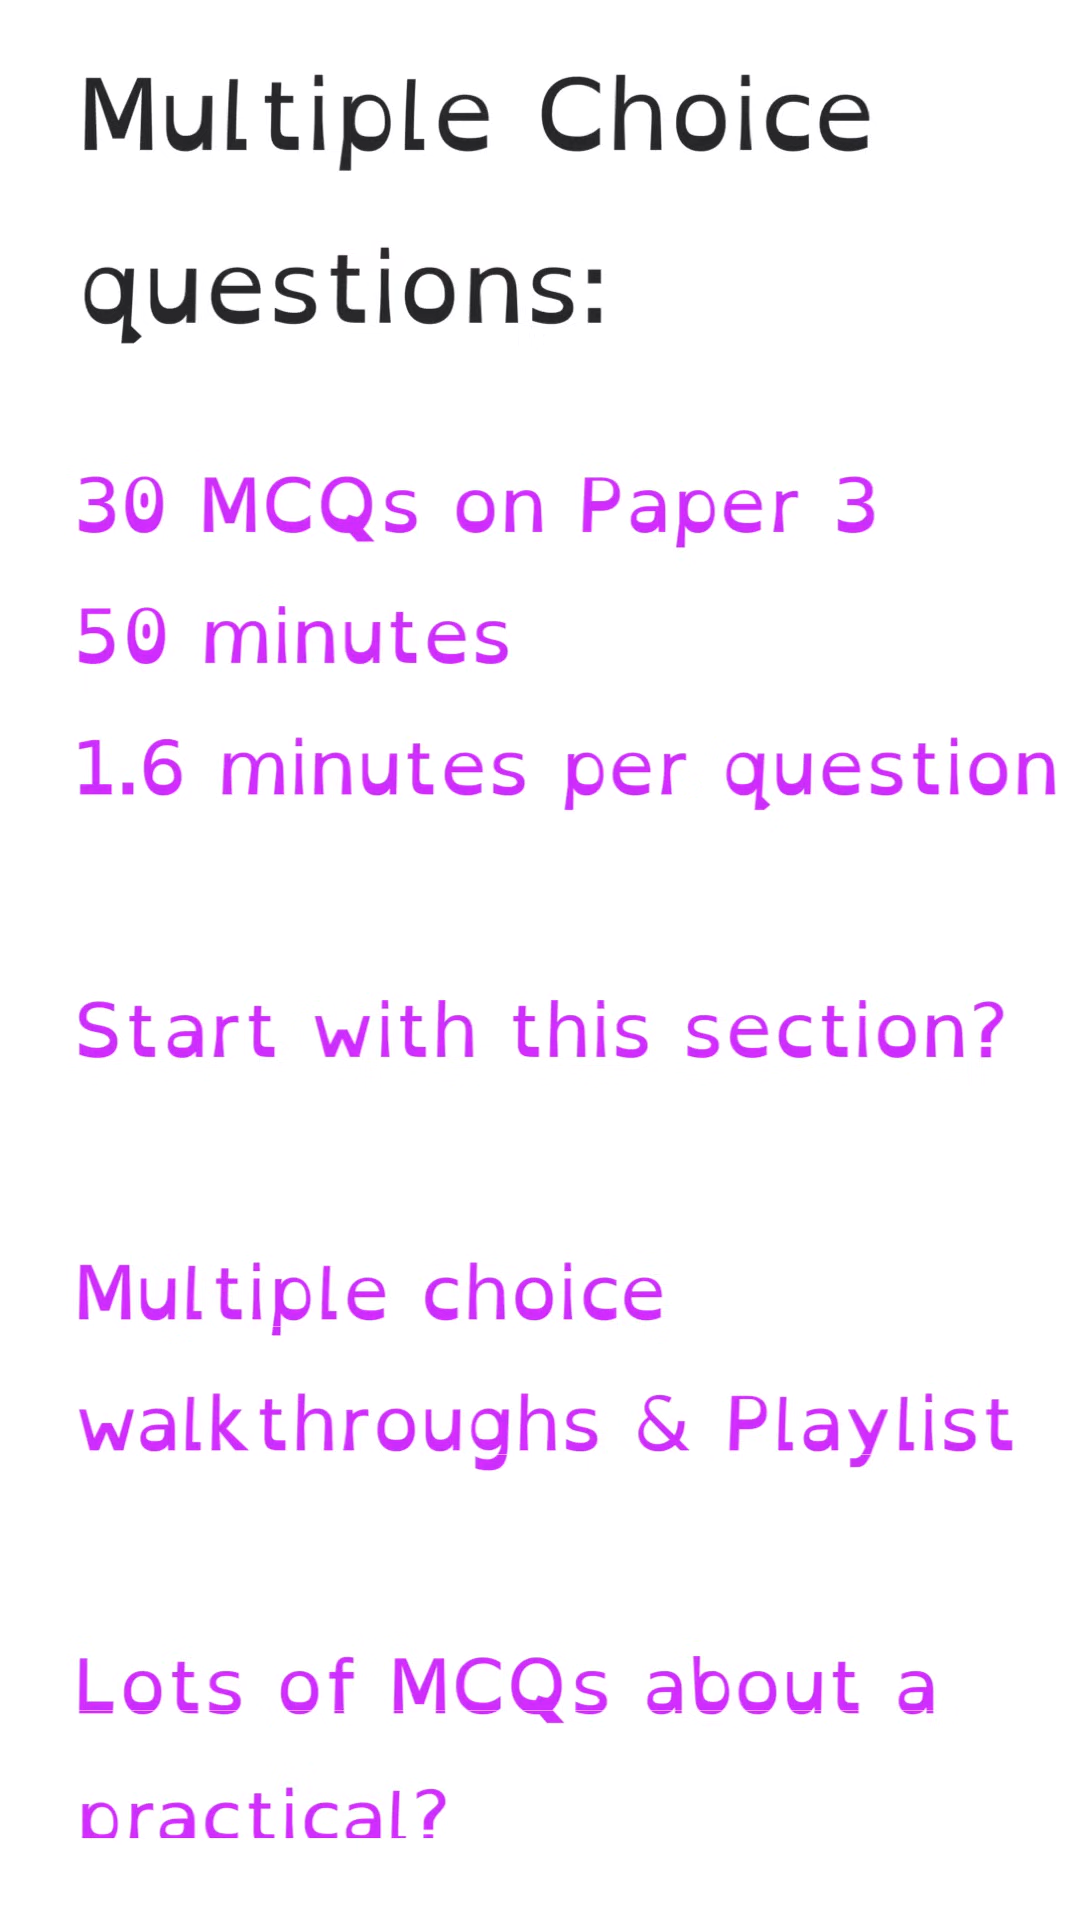 Multiple Choice
questions:
30 MCQs on Paper 3
50 minutes
1.6 minutes per question
Start with this section?
Multiple choice
walkthroughs & Playlist
Lots of MCQs about a
practical?